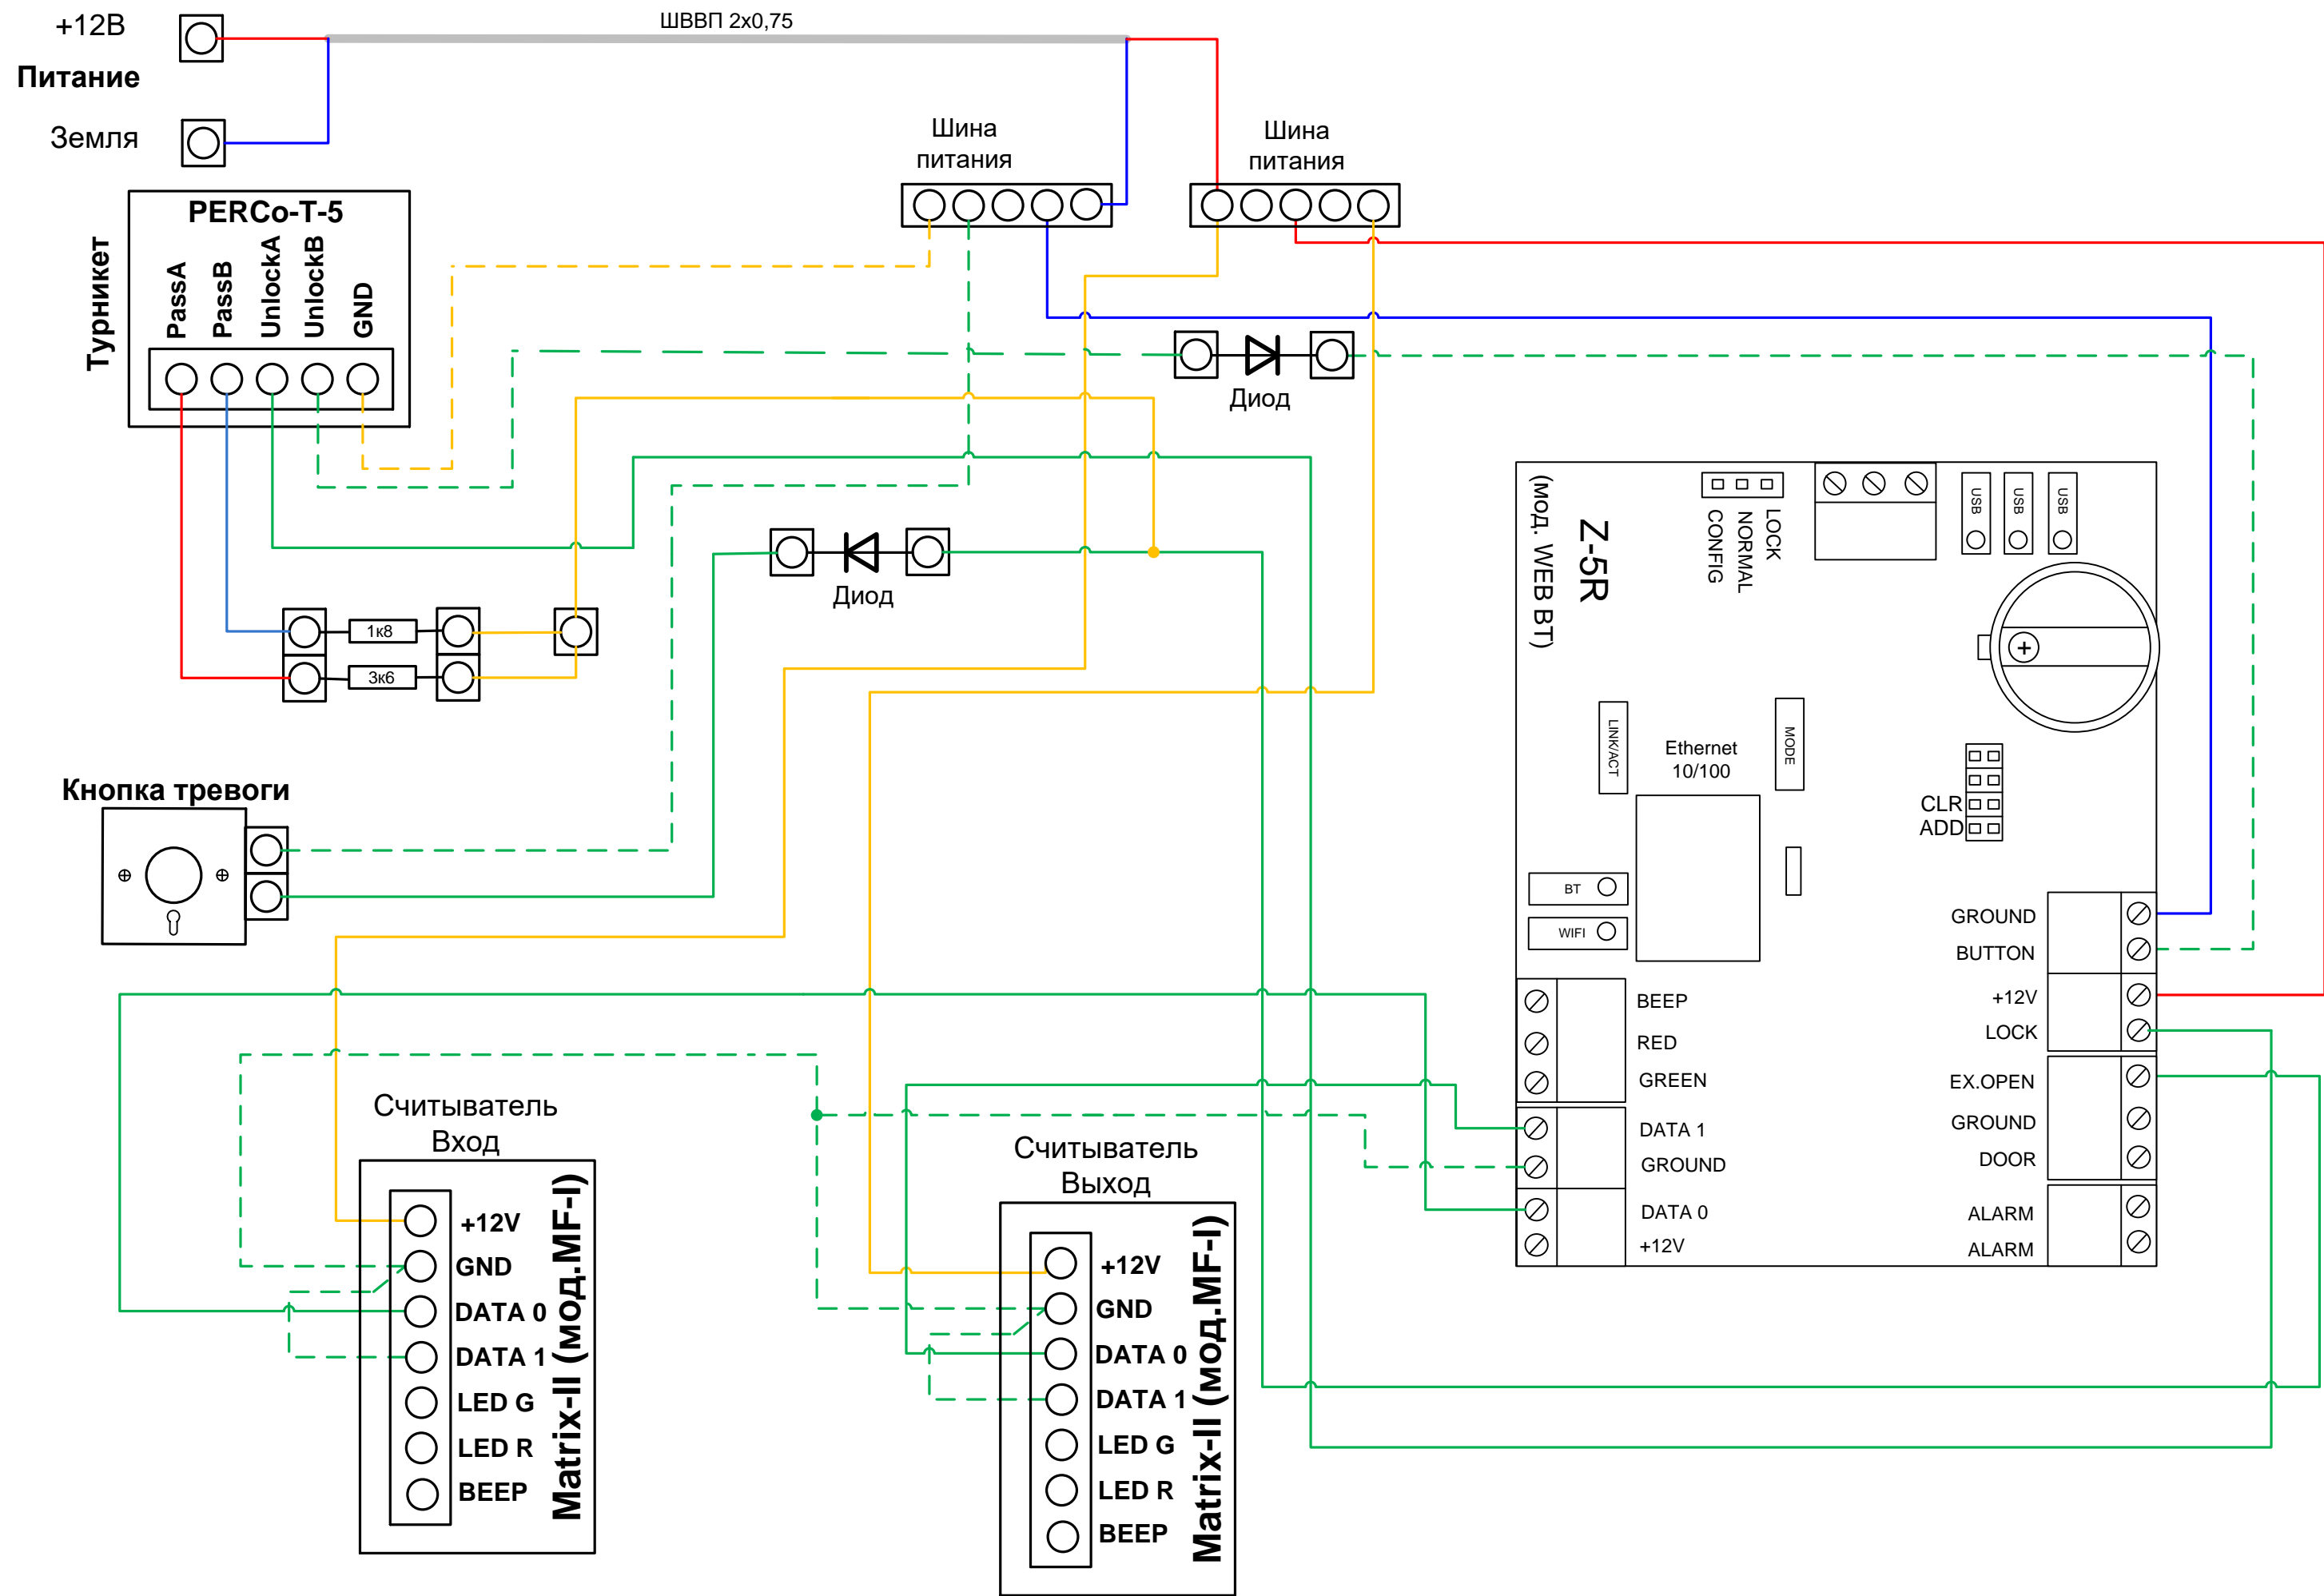 +12В
ШВВП 2x0,75
Питание
Земля
Шина
питания
Шина
питания
Турникет
PERCo-T-5
PassA
PassB
UnlockA
UnlockB
GND
Диод
Диод
1к8
3к6
Кнопка тревоги
Z-5R
(мод. WEB BT)
CONFIG
NORMAL
LOCK
USB
USB
USB
LINK/ACT
Ethernet
10/100
MODE
CLR
ADD
BT
WIFI
GROUND
BUTTON
+12V
LOCK
EX.OPEN
GROUND
DOOR
ALARM
ALARM
BEEP
RED
GREEN
DATA 1
GROUND
DATA 0
+12V
Считыватель
Вход
+12V
GND
DATA 0
DATA 1
LED G
LED R
BEEP
Matrix-II (мод.MF-I)
Считыватель
Выход
+12V
GND
DATA 0
DATA 1
LED G
LED R
BEEP
Matrix-II (мод.MF-I)